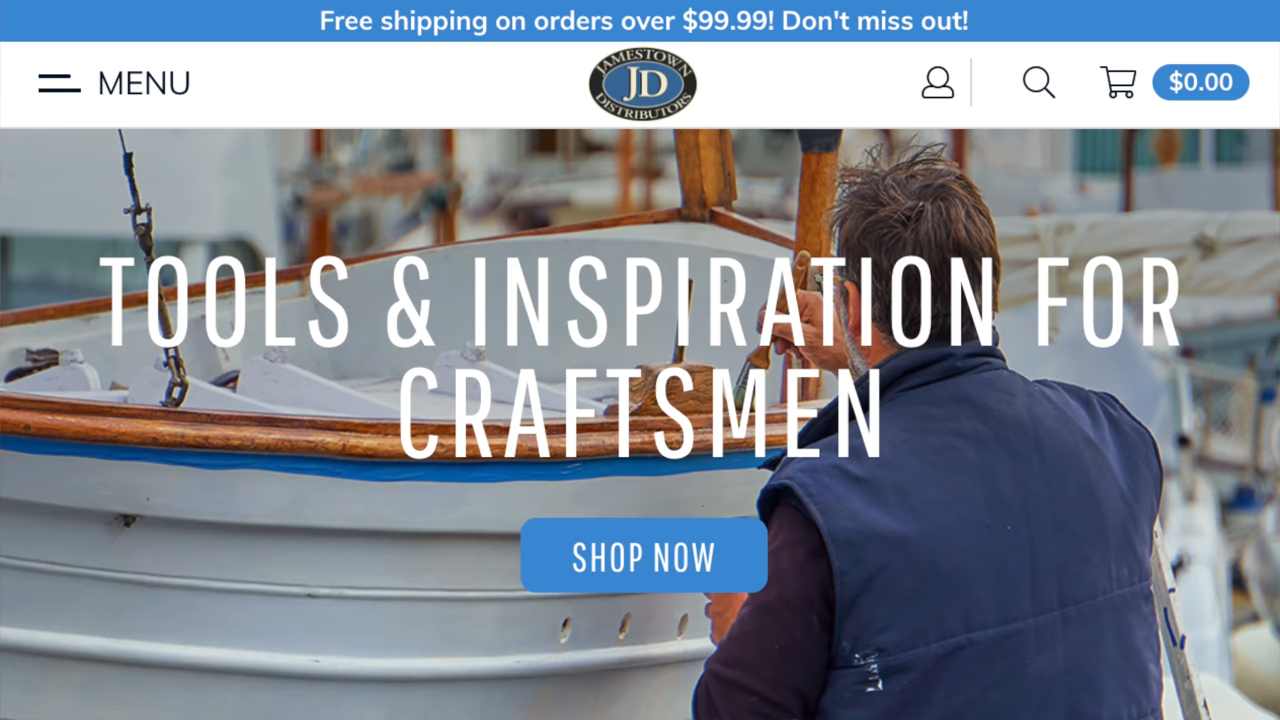 Free shipping on orders over $99.99! Don't miss out!
MENU
JAMESTOWN
JD
DISTRIBUTORS
$0.00
TOOLS & INSPIRATION FOR
CRAFTSMEN
SHOP NOW